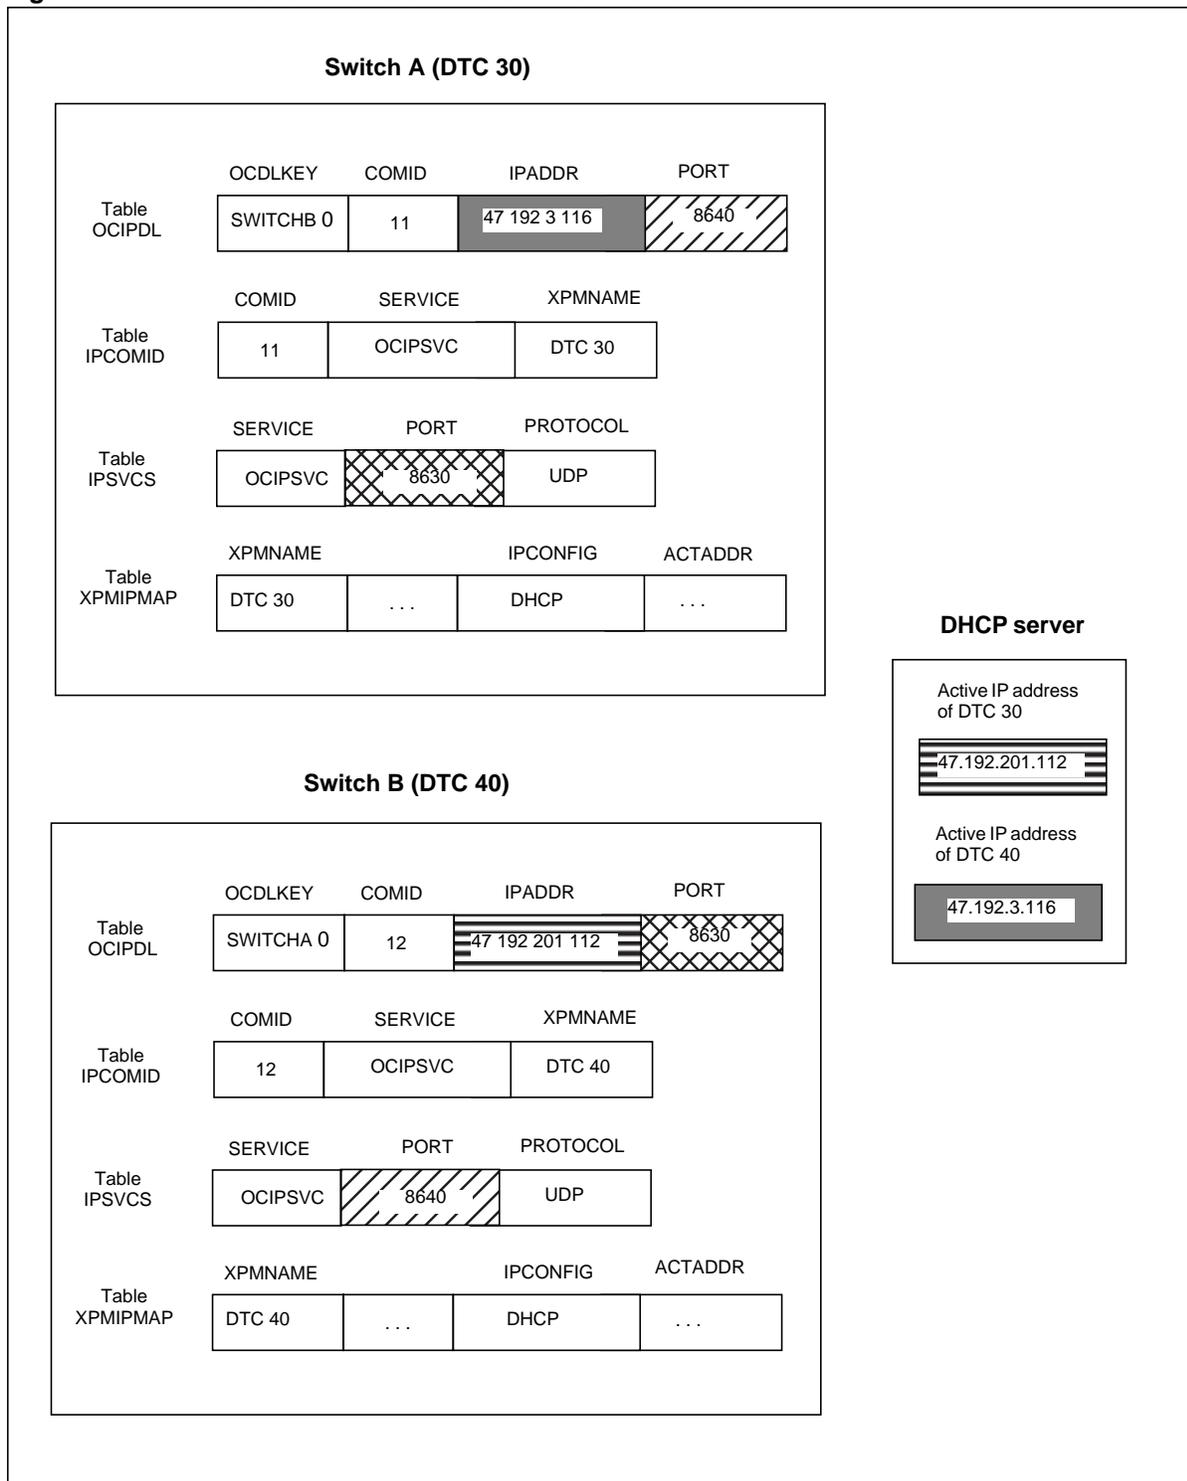 Switch A (DTC 30)
OCDLKEY COMID IPADDR PORT
Table
OCIPDL
SWITCHB 0 11 47 192 3 116 8640
COMID SERVICE XPMNAME
Table
IPCOMID
11 OCIPSVC DTC 30
SERVICE PORT PROTOCOL
Table
IPSVCS
OCIPSVC 8630 UDP
XPMNAME IPCONFIG ACTADDR
Table
XPMIPMAP
DTC 30 . . . DHCP . . .
DHCP server
Active IP address
of DTC 30
47.192.201.112
Active IP address
of DTC 40
47.192.3.116
Switch B (DTC 40)
OCDLKEY COMID IPADDR PORT
Table
OCIPDL
SWITCHA 0 12 47 192 201 112 8630
COMID SERVICE XPMNAME
Table
IPCOMID
12 OCIPSVC DTC 40
SERVICE PORT PROTOCOL
Table
IPSVCS
OCIPSVC 8640 UDP
XPMNAME IPCONFIG ACTADDR
Table
XPMIPMAP
DTC 40 . . . DHCP . . .